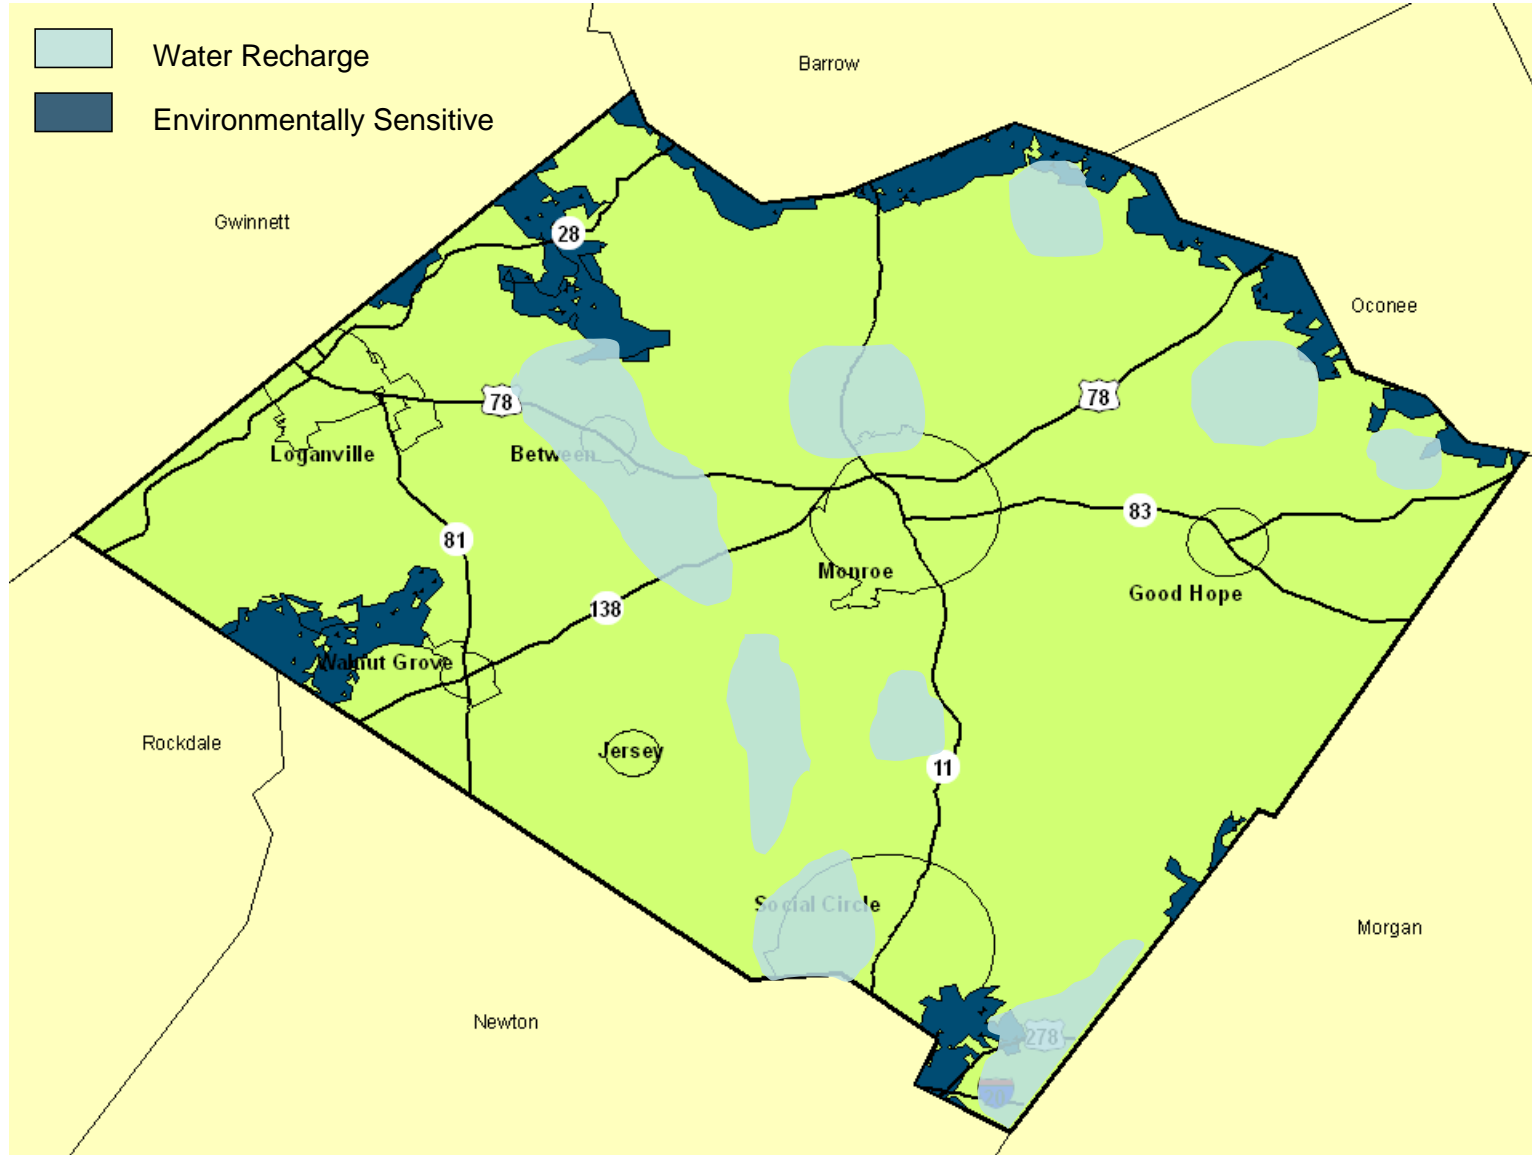 Water Recharge
Environmentally Sensitive
Barrow
Gwinnett
28
Oconee
78
78
Loganville
Between
83
81
Monroe
Good Hope
138
Walnut Grove
Rockdale
Jersey
11
Social Circle
Morgan
Newton
278
20